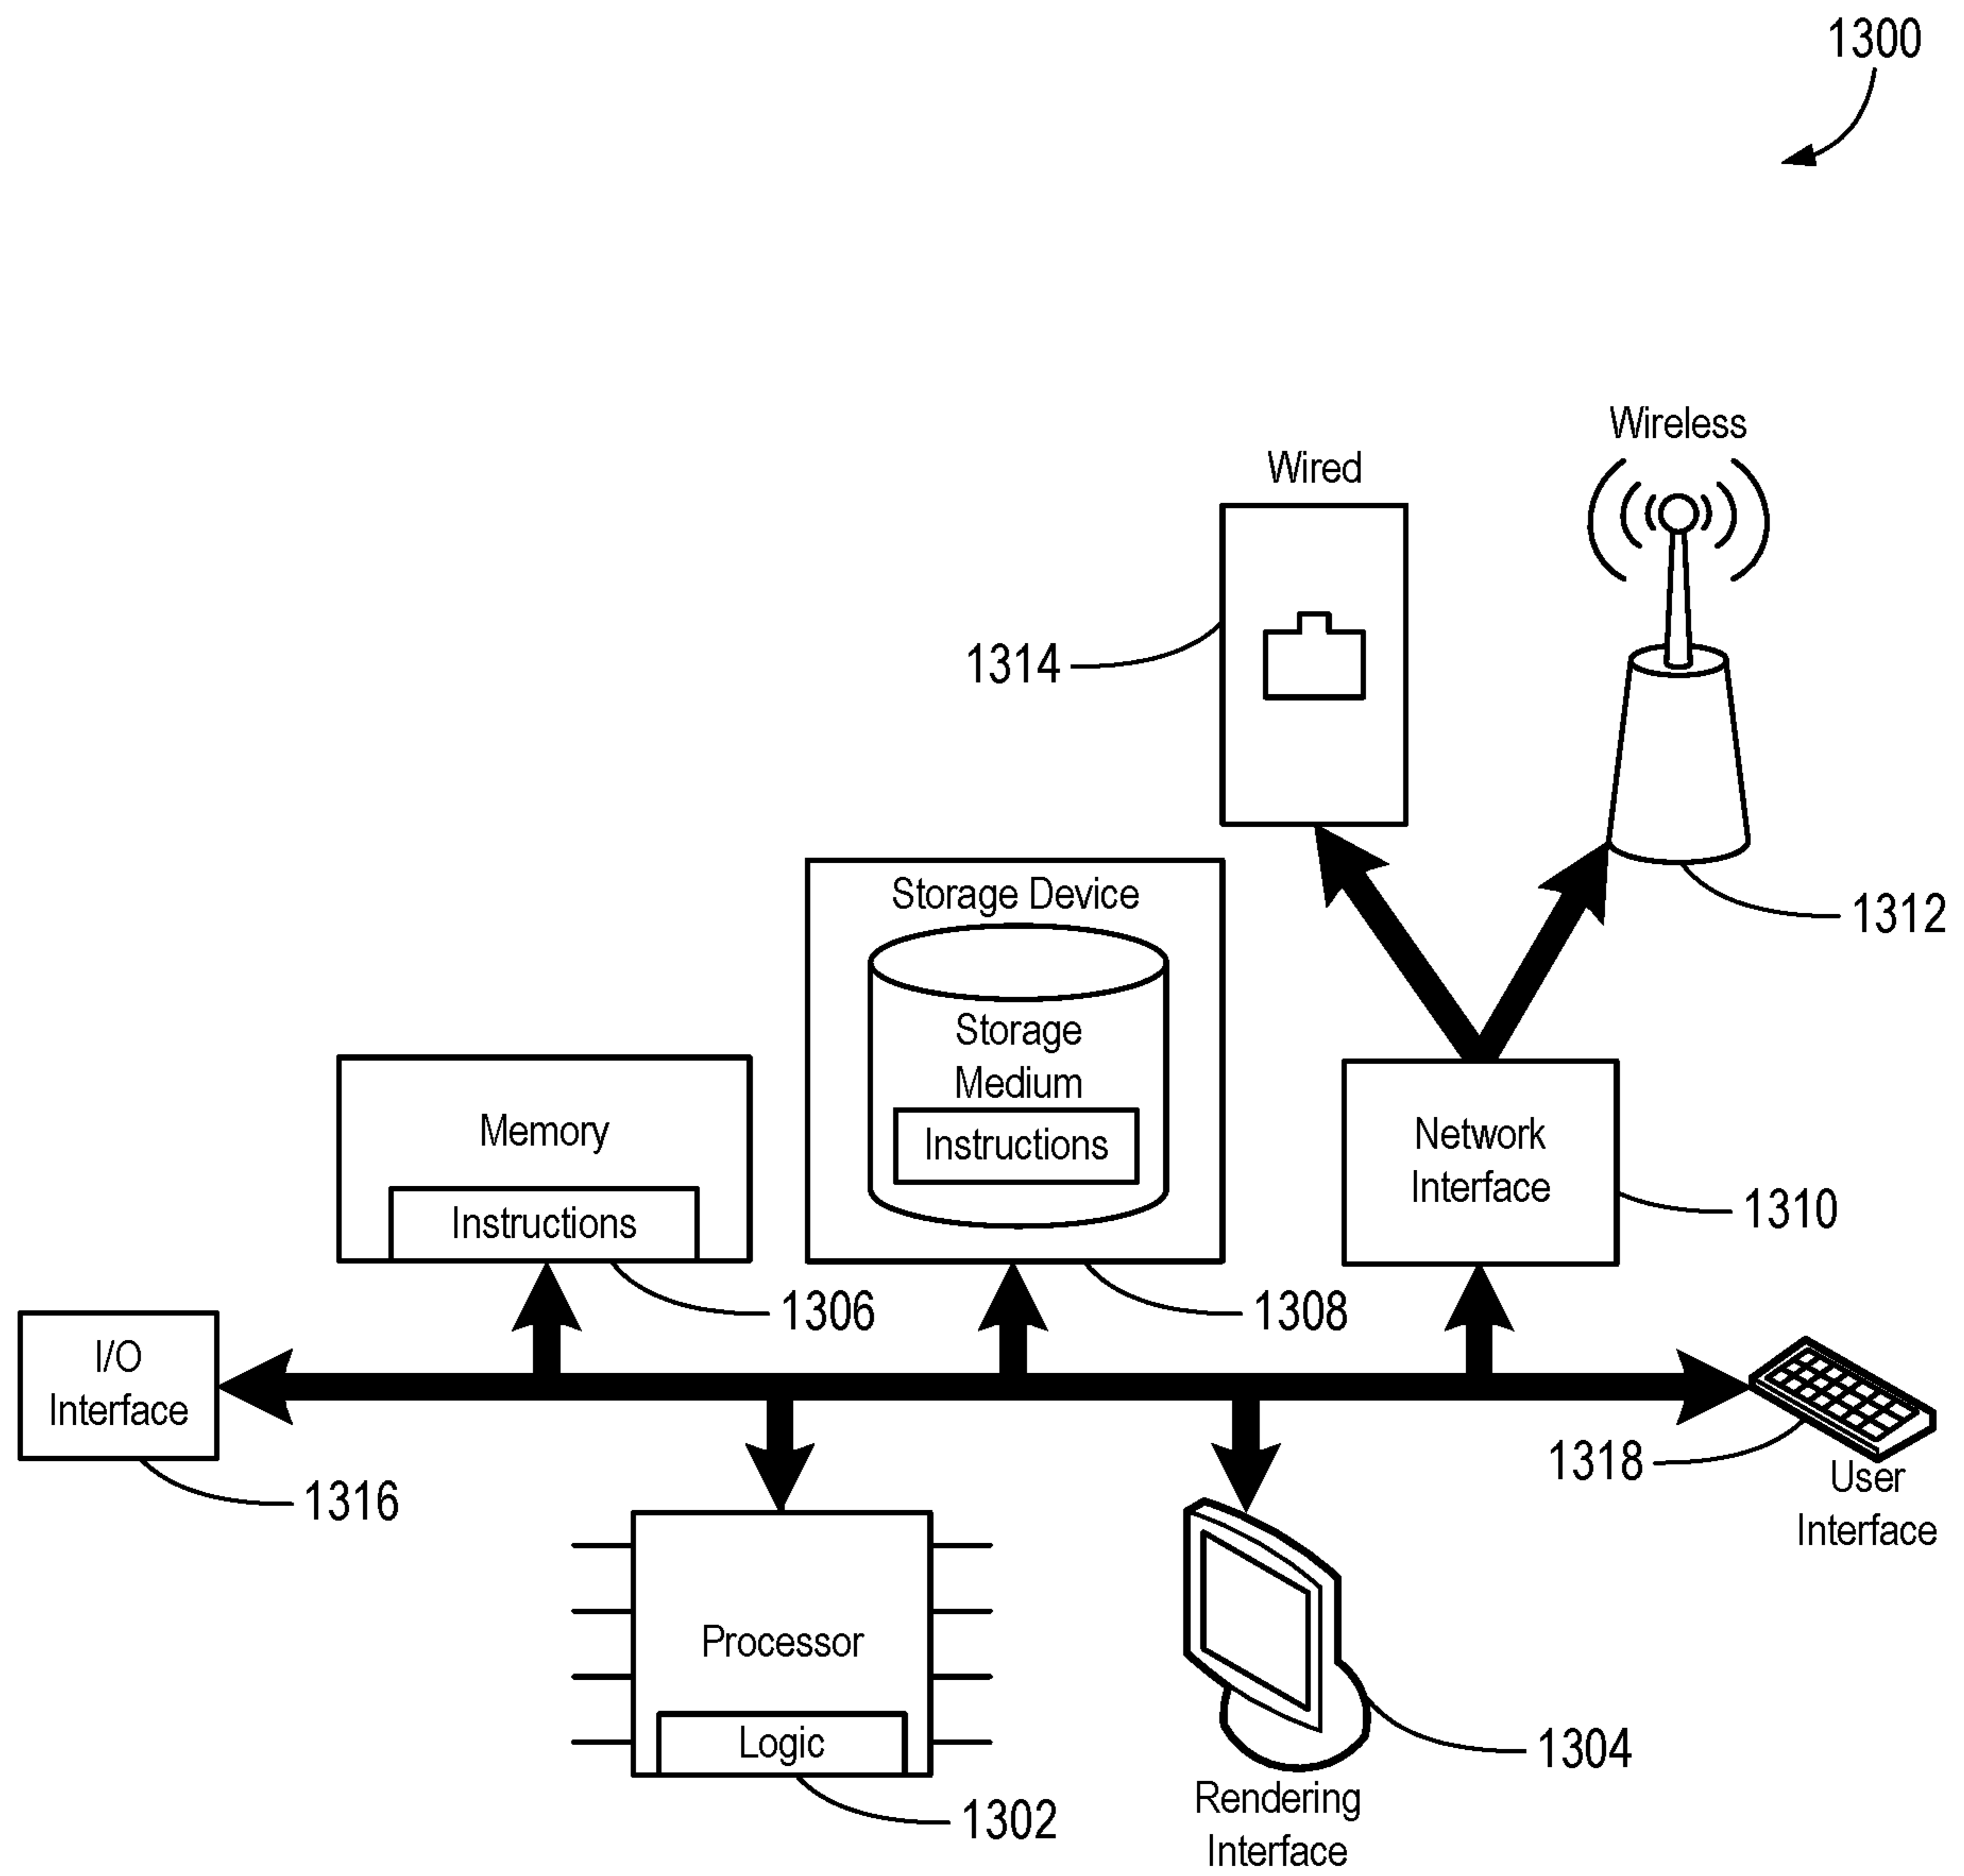 1300
Wireless
Wired
1314
1312
Storage Device
Storage
Medium
Instructions
Memory
Instructions
Network
Interface
1310
1306
1308
I/O
Interface
1316
1318
User
Interface
Processor
Logic
1302
1304
Rendering
Interface